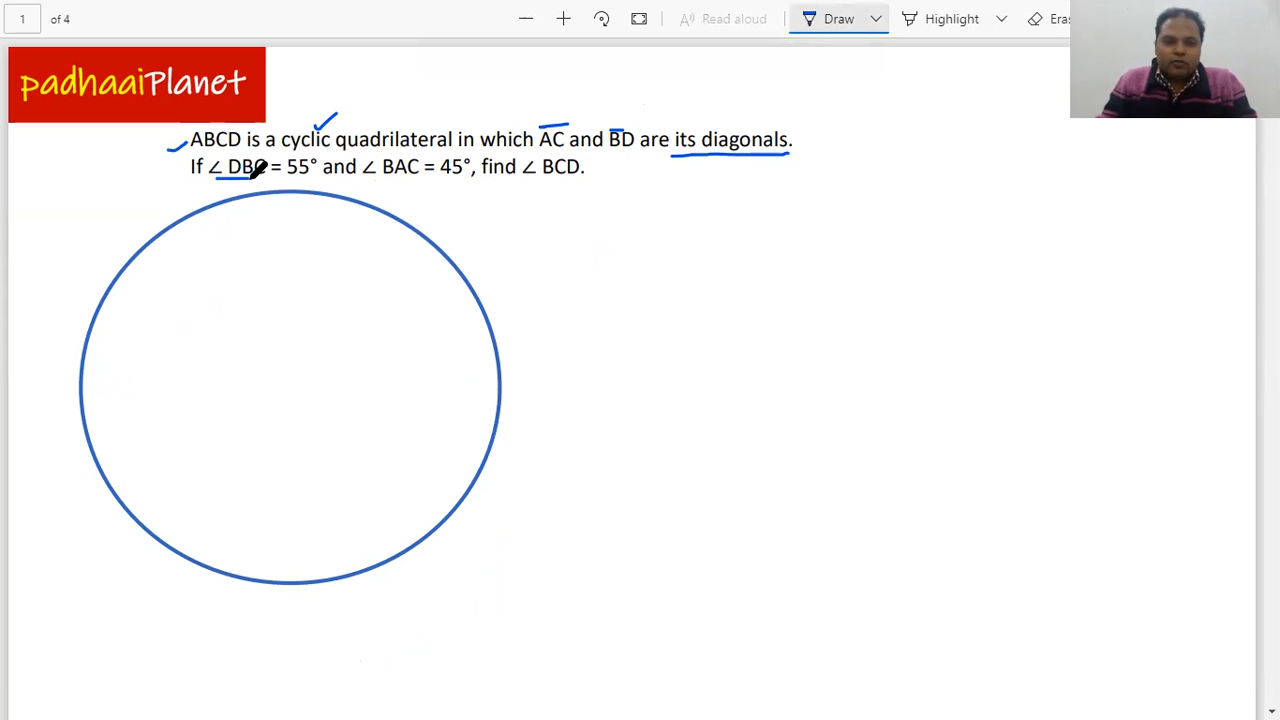 1 of 4 Read aloud Draw Highlight Eras
padhaaiPlanet
ABCD is a cyclic quadrilateral in which AC and BD are its diagonals.
If ∠ DBC = 55° and ∠ BAC = 45°, find ∠ BCD.